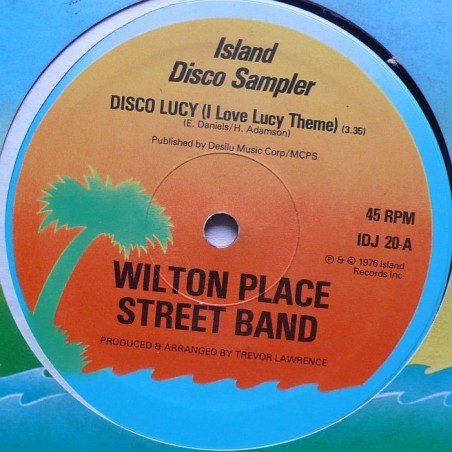 Island
Disco Sampler
DISCO LUCY (I Love Lucy Theme) (3.35)
(E. Daniels/H. Adamson)
Published by Desilu Music Corp/MCPS
45 RPM
IDJ 20-A
℗ & © 1976 Island
Records Inc
WILTON PLACE
STREET BAND
PRODUCED & ARRANGED BY TREVOR LAWRENCE